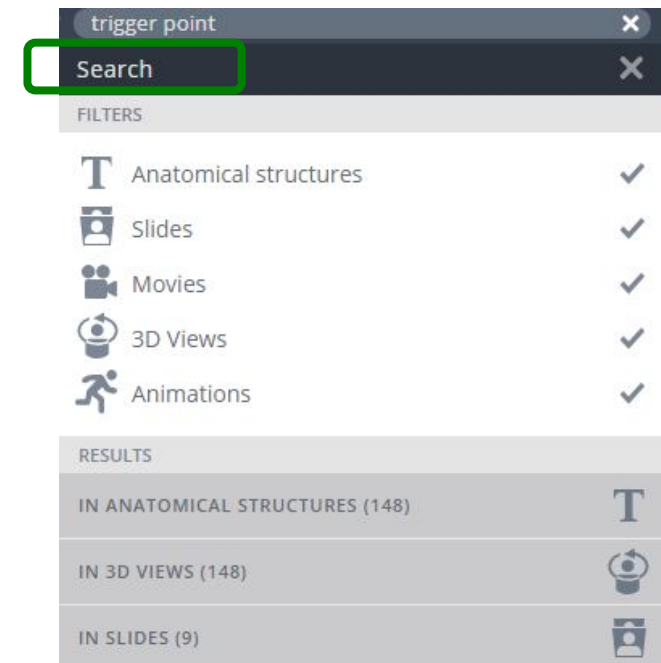 trigger point
Search
FILTERS
Anatomical structures
Slides
Movies
3D Views
Animations
RESULTS
IN ANATOMICAL STRUCTURES (148)
IN 3D VIEWS (148)
IN SLIDES (9)